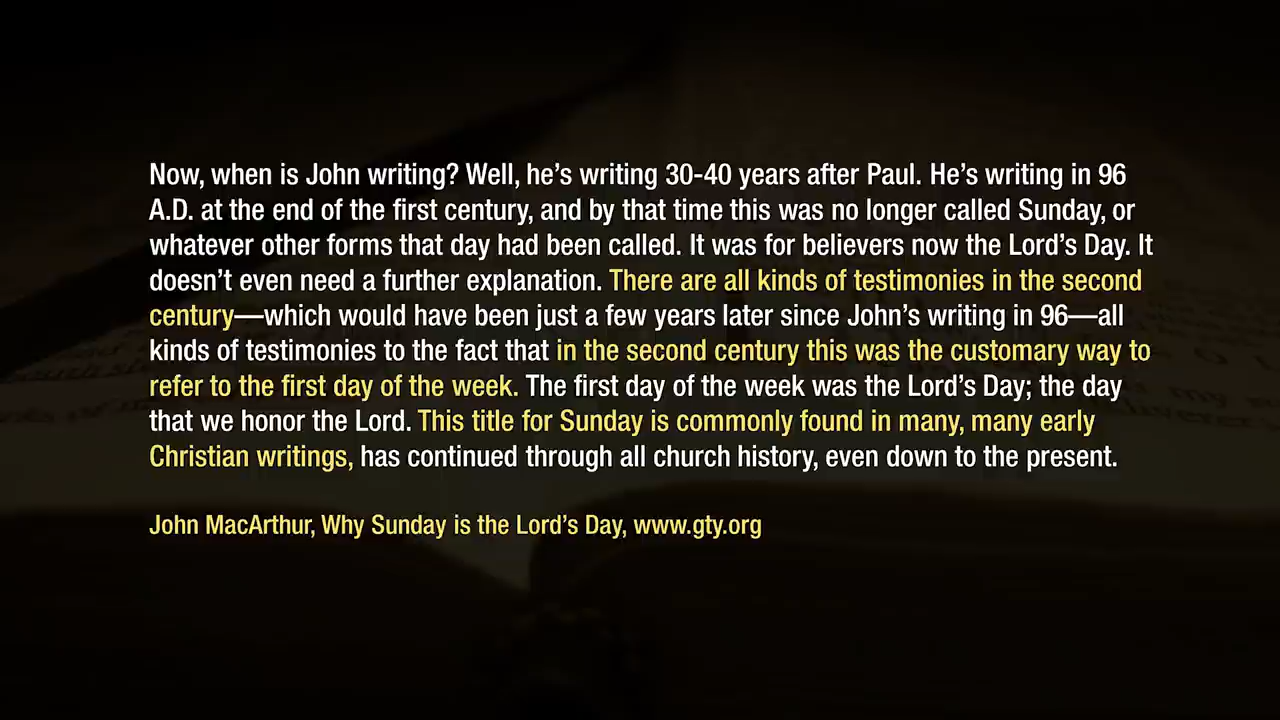 Now, when is John writing? Well, he’s writing 30-40 years after Paul. He’s writing in 96
A.D. at the end of the first century, and by that time this was no longer called Sunday, or
whatever other forms that day had been called. It was for believers now the Lord’s Day. It
doesn’t even need a further explanation. There are all kinds of testimonies in the second
century—which would have been just a few years later since John’s writing in 96—all
kinds of testimonies to the fact that in the second century this was the customary way to
refer to the first day of the week. The first day of the week was the Lord’s Day; the day
that we honor the Lord. This title for Sunday is commonly found in many, many early
Christian writings, has continued through all church history, even down to the present.
John MacArthur, Why Sunday is the Lord’s Day, www.gty.org